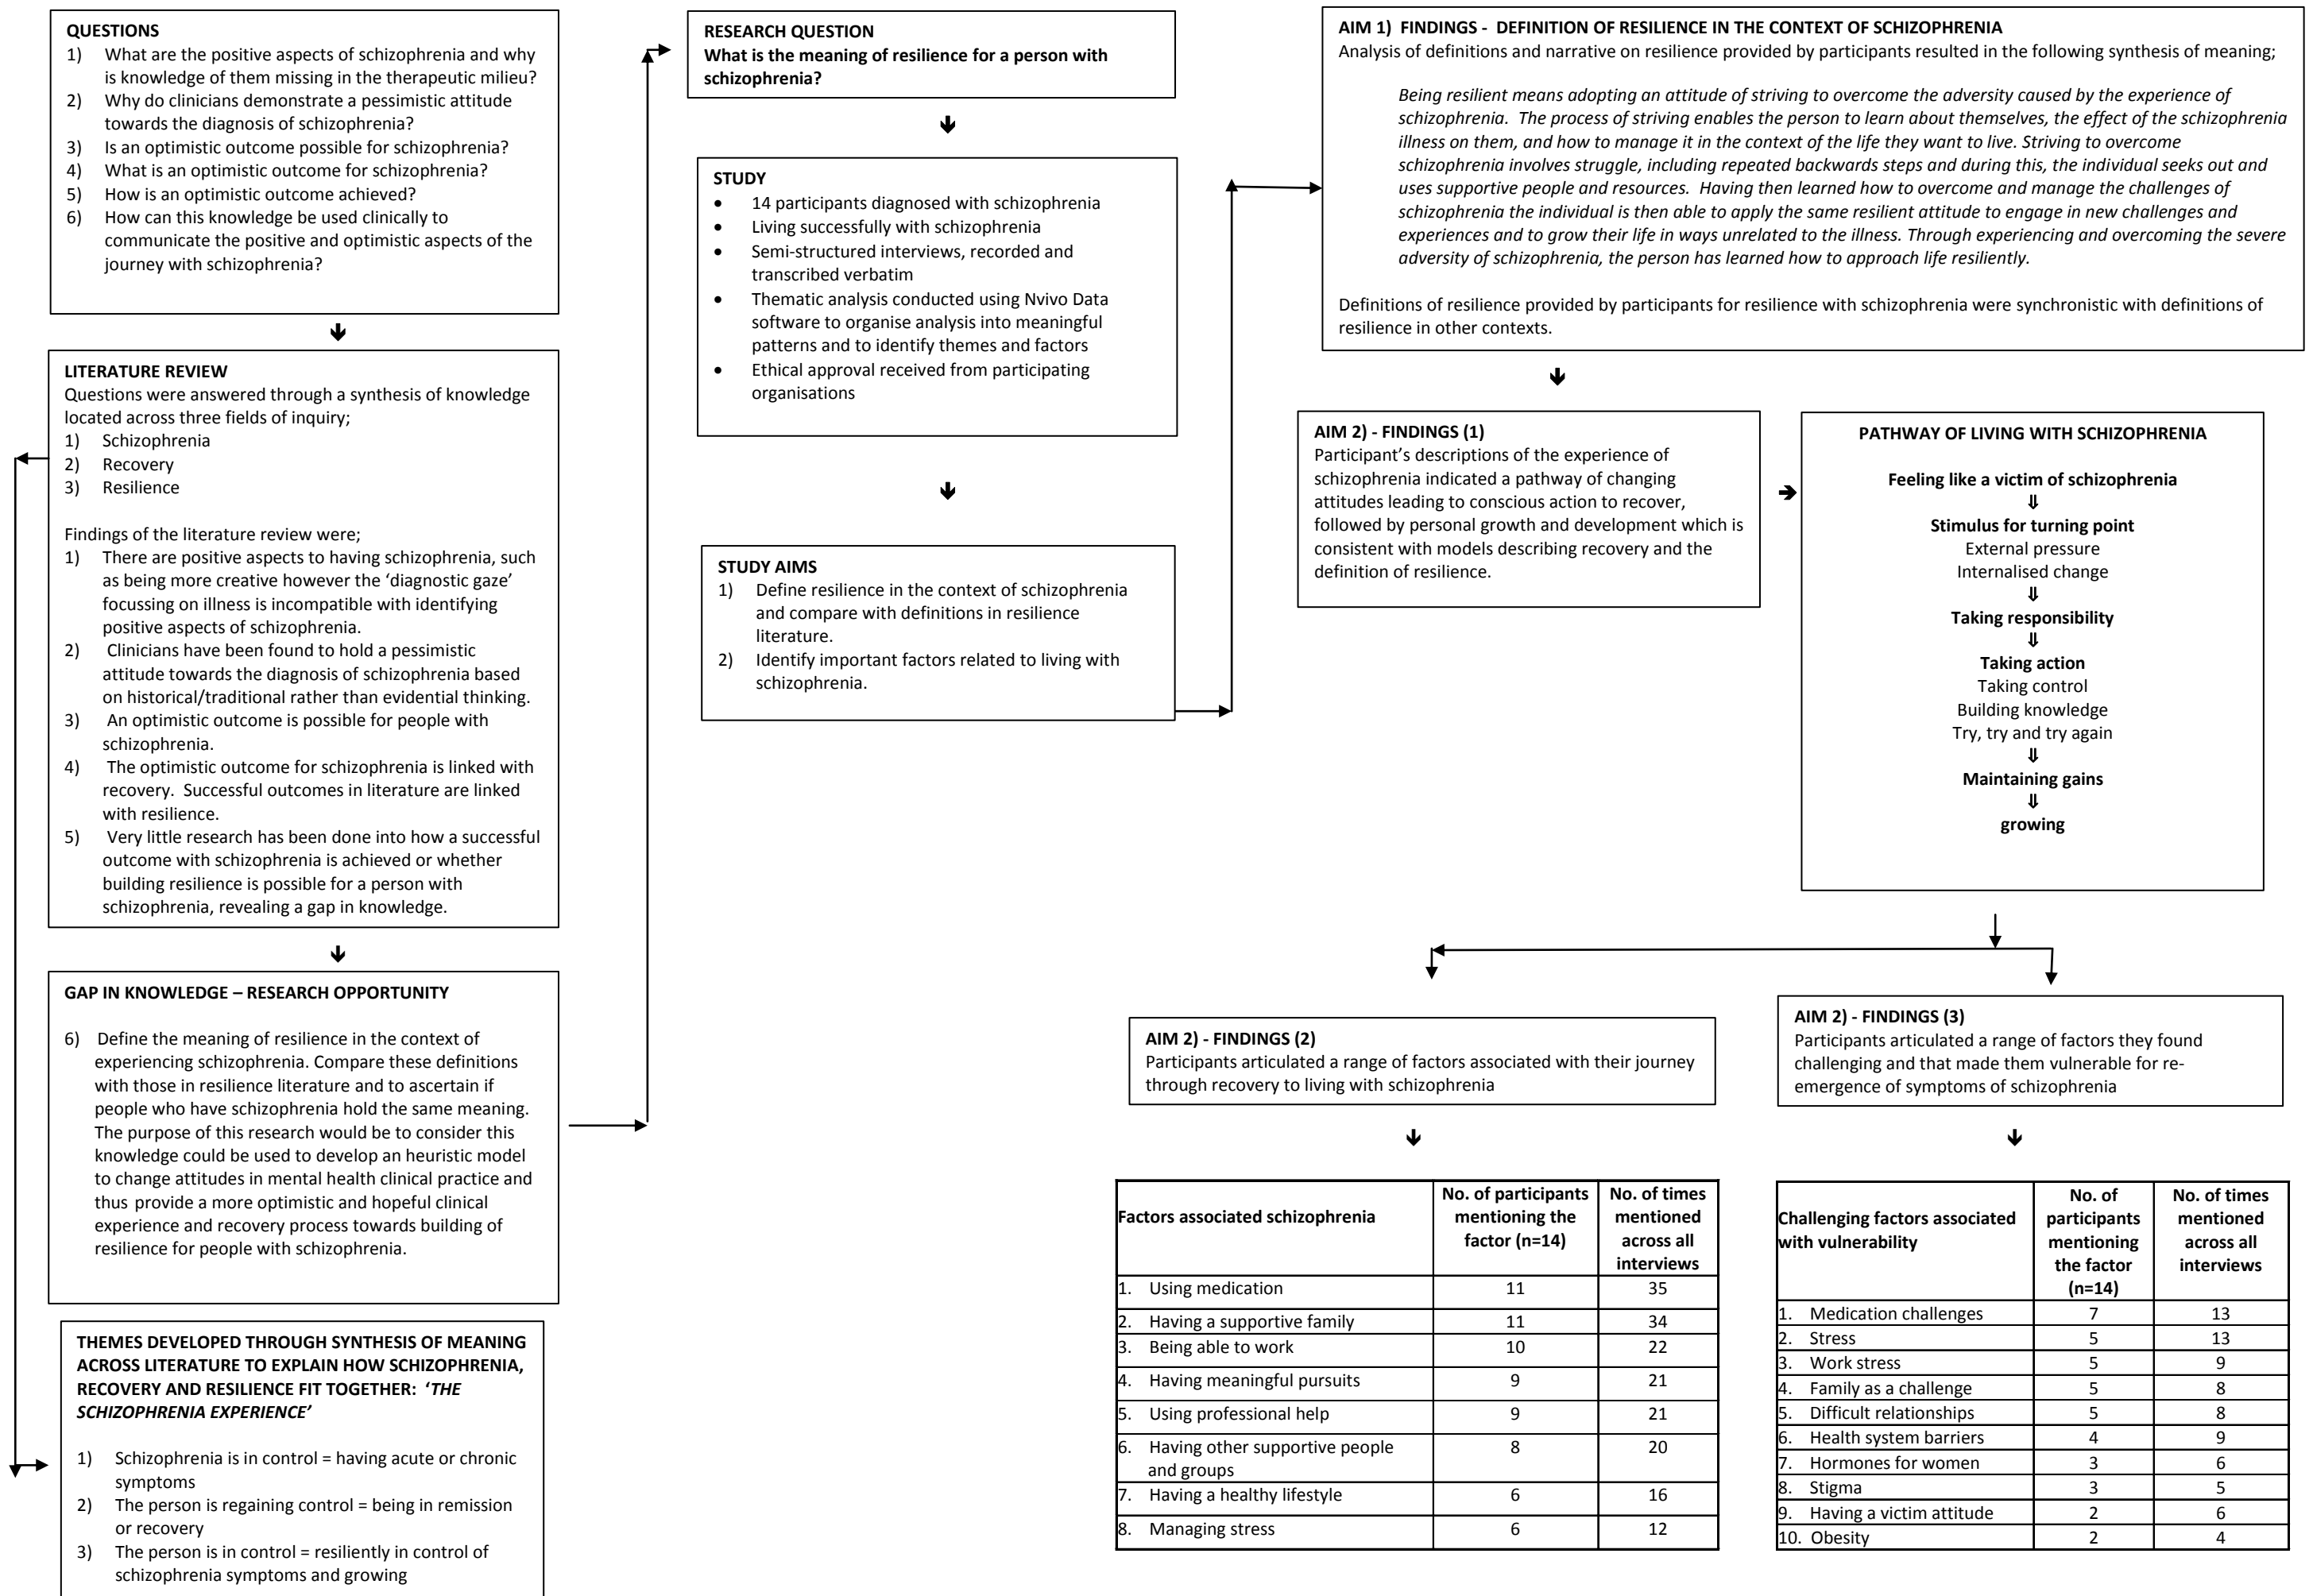 QUESTIONS
1) What are the positive aspects of schizophrenia and why
is knowledge of them missing in the therapeutic milieu?
2) Why do clinicians demonstrate a pessimistic attitude
towards the diagnosis of schizophrenia?
3) Is an optimistic outcome possible for schizophrenia?
4) What is an optimistic outcome for schizophrenia?
5) How is an optimistic outcome achieved?
6) How can this knowledge be used clinically to
communicate the positive and optimistic aspects of the
journey with schizophrenia?
LITERATURE REVIEW
Questions were answered through a synthesis of knowledge
located across three fields of inquiry;
1) Schizophrenia
2) Recovery
3) Resilience
Findings of the literature review were;
1) There are positive aspects to having schizophrenia, such
as being more creative however the ‘diagnostic gaze’
focussing on illness is incompatible with identifying
positive aspects of schizophrenia.
2) Clinicians have been found to hold a pessimistic
attitude towards the diagnosis of schizophrenia based
on historical/traditional rather than evidential thinking.
3) An optimistic outcome is possible for people with
schizophrenia.
4) The optimistic outcome for schizophrenia is linked with
recovery. Successful outcomes in literature are linked
with resilience.
5) Very little research has been done into how a successful
outcome with schizophrenia is achieved or whether
building resilience is possible for a person with
schizophrenia, revealing a gap in knowledge.
GAP IN KNOWLEDGE – RESEARCH OPPORTUNITY
6) Define the meaning of resilience in the context of
experiencing schizophrenia. Compare these definitions
with those in resilience literature and to ascertain if
people who have schizophrenia hold the same meaning.
The purpose of this research would be to consider this
knowledge could be used to develop an heuristic model
to change attitudes in mental health clinical practice and
thus provide a more optimistic and hopeful clinical
experience and recovery process towards building of
resilience for people with schizophrenia.
THEMES DEVELOPED THROUGH SYNTHESIS OF MEANING
ACROSS LITERATURE TO EXPLAIN HOW SCHIZOPHRENIA,
RECOVERY AND RESILIENCE FIT TOGETHER: ‘THE
SCHIZOPHRENIA EXPERIENCE’
1) Schizophrenia is in control = having acute or chronic
symptoms
2) The person is regaining control = being in remission
or recovery
3) The person is in control = resiliently in control of
schizophrenia symptoms and growing
RESEARCH QUESTION
What is the meaning of resilience for a person with
schizophrenia?
STUDY
• 14 participants diagnosed with schizophrenia
• Living successfully with schizophrenia
• Semi-structured interviews, recorded and
transcribed verbatim
• Thematic analysis conducted using Nvivo Data
software to organise analysis into meaningful
patterns and to identify themes and factors
• Ethical approval received from participating
organisations
STUDY AIMS
1) Define resilience in the context of schizophrenia
and compare with definitions in resilience
literature.
2) Identify important factors related to living with
schizophrenia.
AIM 1) FINDINGS - DEFINITION OF RESILIENCE IN THE CONTEXT OF SCHIZOPHRENIA
Analysis of definitions and narrative on resilience provided by participants resulted in the following synthesis of meaning;
Being resilient means adopting an attitude of striving to overcome the adversity caused by the experience of
schizophrenia. The process of striving enables the person to learn about themselves, the effect of the schizophrenia
illness on them, and how to manage it in the context of the life they want to live. Striving to overcome
schizophrenia involves struggle, including repeated backwards steps and during this, the individual seeks out and
uses supportive people and resources. Having then learned how to overcome and manage the challenges of
schizophrenia the individual is then able to apply the same resilient attitude to engage in new challenges and
experiences and to grow their life in ways unrelated to the illness. Through experiencing and overcoming the severe
adversity of schizophrenia, the person has learned how to approach life resiliently.
Definitions of resilience provided by participants for resilience with schizophrenia were synchronistic with definitions of
resilience in other contexts.
AIM 2) - FINDINGS (1)
Participant’s descriptions of the experience of
schizophrenia indicated a pathway of changing
attitudes leading to conscious action to recover,
followed by personal growth and development which is
consistent with models describing recovery and the
definition of resilience.
PATHWAY OF LIVING WITH SCHIZOPHRENIA
Feeling like a victim of schizophrenia
Stimulus for turning point
External pressure
Internalised change
Taking responsibility
Taking action
Taking control
Building knowledge
Try, try and try again
Maintaining gains
growing
AIM 2) - FINDINGS (2)
Participants articulated a range of factors associated with their journey
through recovery to living with schizophrenia
AIM 2) - FINDINGS (3)
Participants articulated a range of factors they found
challenging and that made them vulnerable for re-
emergence of symptoms of schizophrenia
Factors associated schizophrenia
No. of participants
mentioning the
factor (n=14)
No. of times
mentioned
across all
interviews
1. Using medication 11 35
2. Having a supportive family 11 34
3. Being able to work 10 22
4. Having meaningful pursuits 9 21
5. Using professional help 9 21
6. Having other supportive people 8 20
and groups
7. Having a healthy lifestyle 6 16
8. Managing stress 6 12
Challenging factors associated
with vulnerability
No. of
participants
mentioning
the factor
(n=14)
No. of times
mentioned
across all
interviews
1. Medication challenges 7 13
2. Stress 5 13
3. Work stress 5 9
4. Family as a challenge 5 8
5. Difficult relationships 5 8
6. Health system barriers 4 9
7. Hormones for women 3 6
8. Stigma 3 5
9. Having a victim attitude 2 6
10. Obesity 2 4